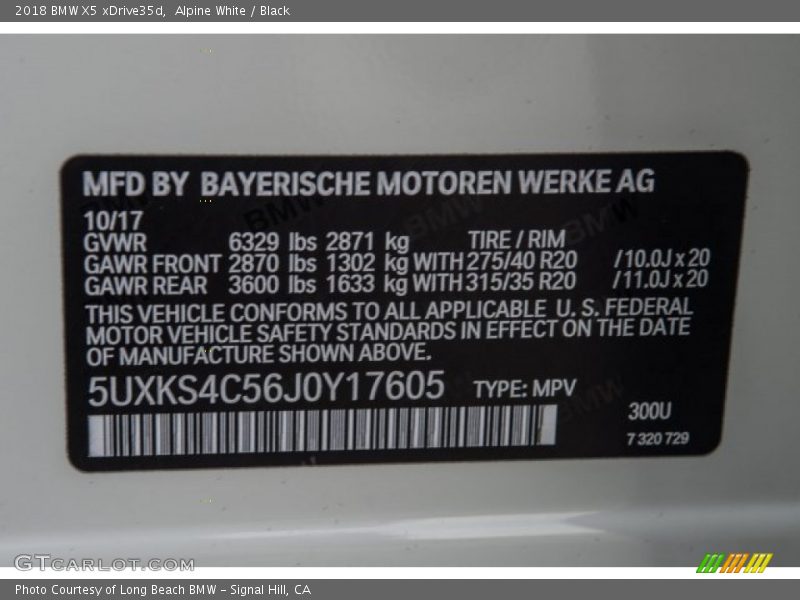 2018 BMW X5 xDrive35d,  Alpine White / Black
MFD BY BAYERISCHE MOTOREN WERKE AG
10/17
GVWR 6329 lbs 2871 kg TIRE / RIM
GAWR FRONT 2870 lbs 1302 kg WITH 275/40 R20 /10.0J x 20
GAWR REAR 3600 lbs 1633 kg WITH 315/35 R20 /11.0J x 20
THIS VEHICLE CONFORMS TO ALL APPLICABLE U. S. FEDERAL
MOTOR VEHICLE SAFETY STANDARDS IN EFFECT ON THE DATE
OF MANUFACTURE SHOWN ABOVE.
5UXKS4C56J0Y17605 TYPE: MPV
300U
7 320 729
GTCARLOT.COM
Photo Courtesy of Long Beach BMW – Signal Hill, CA